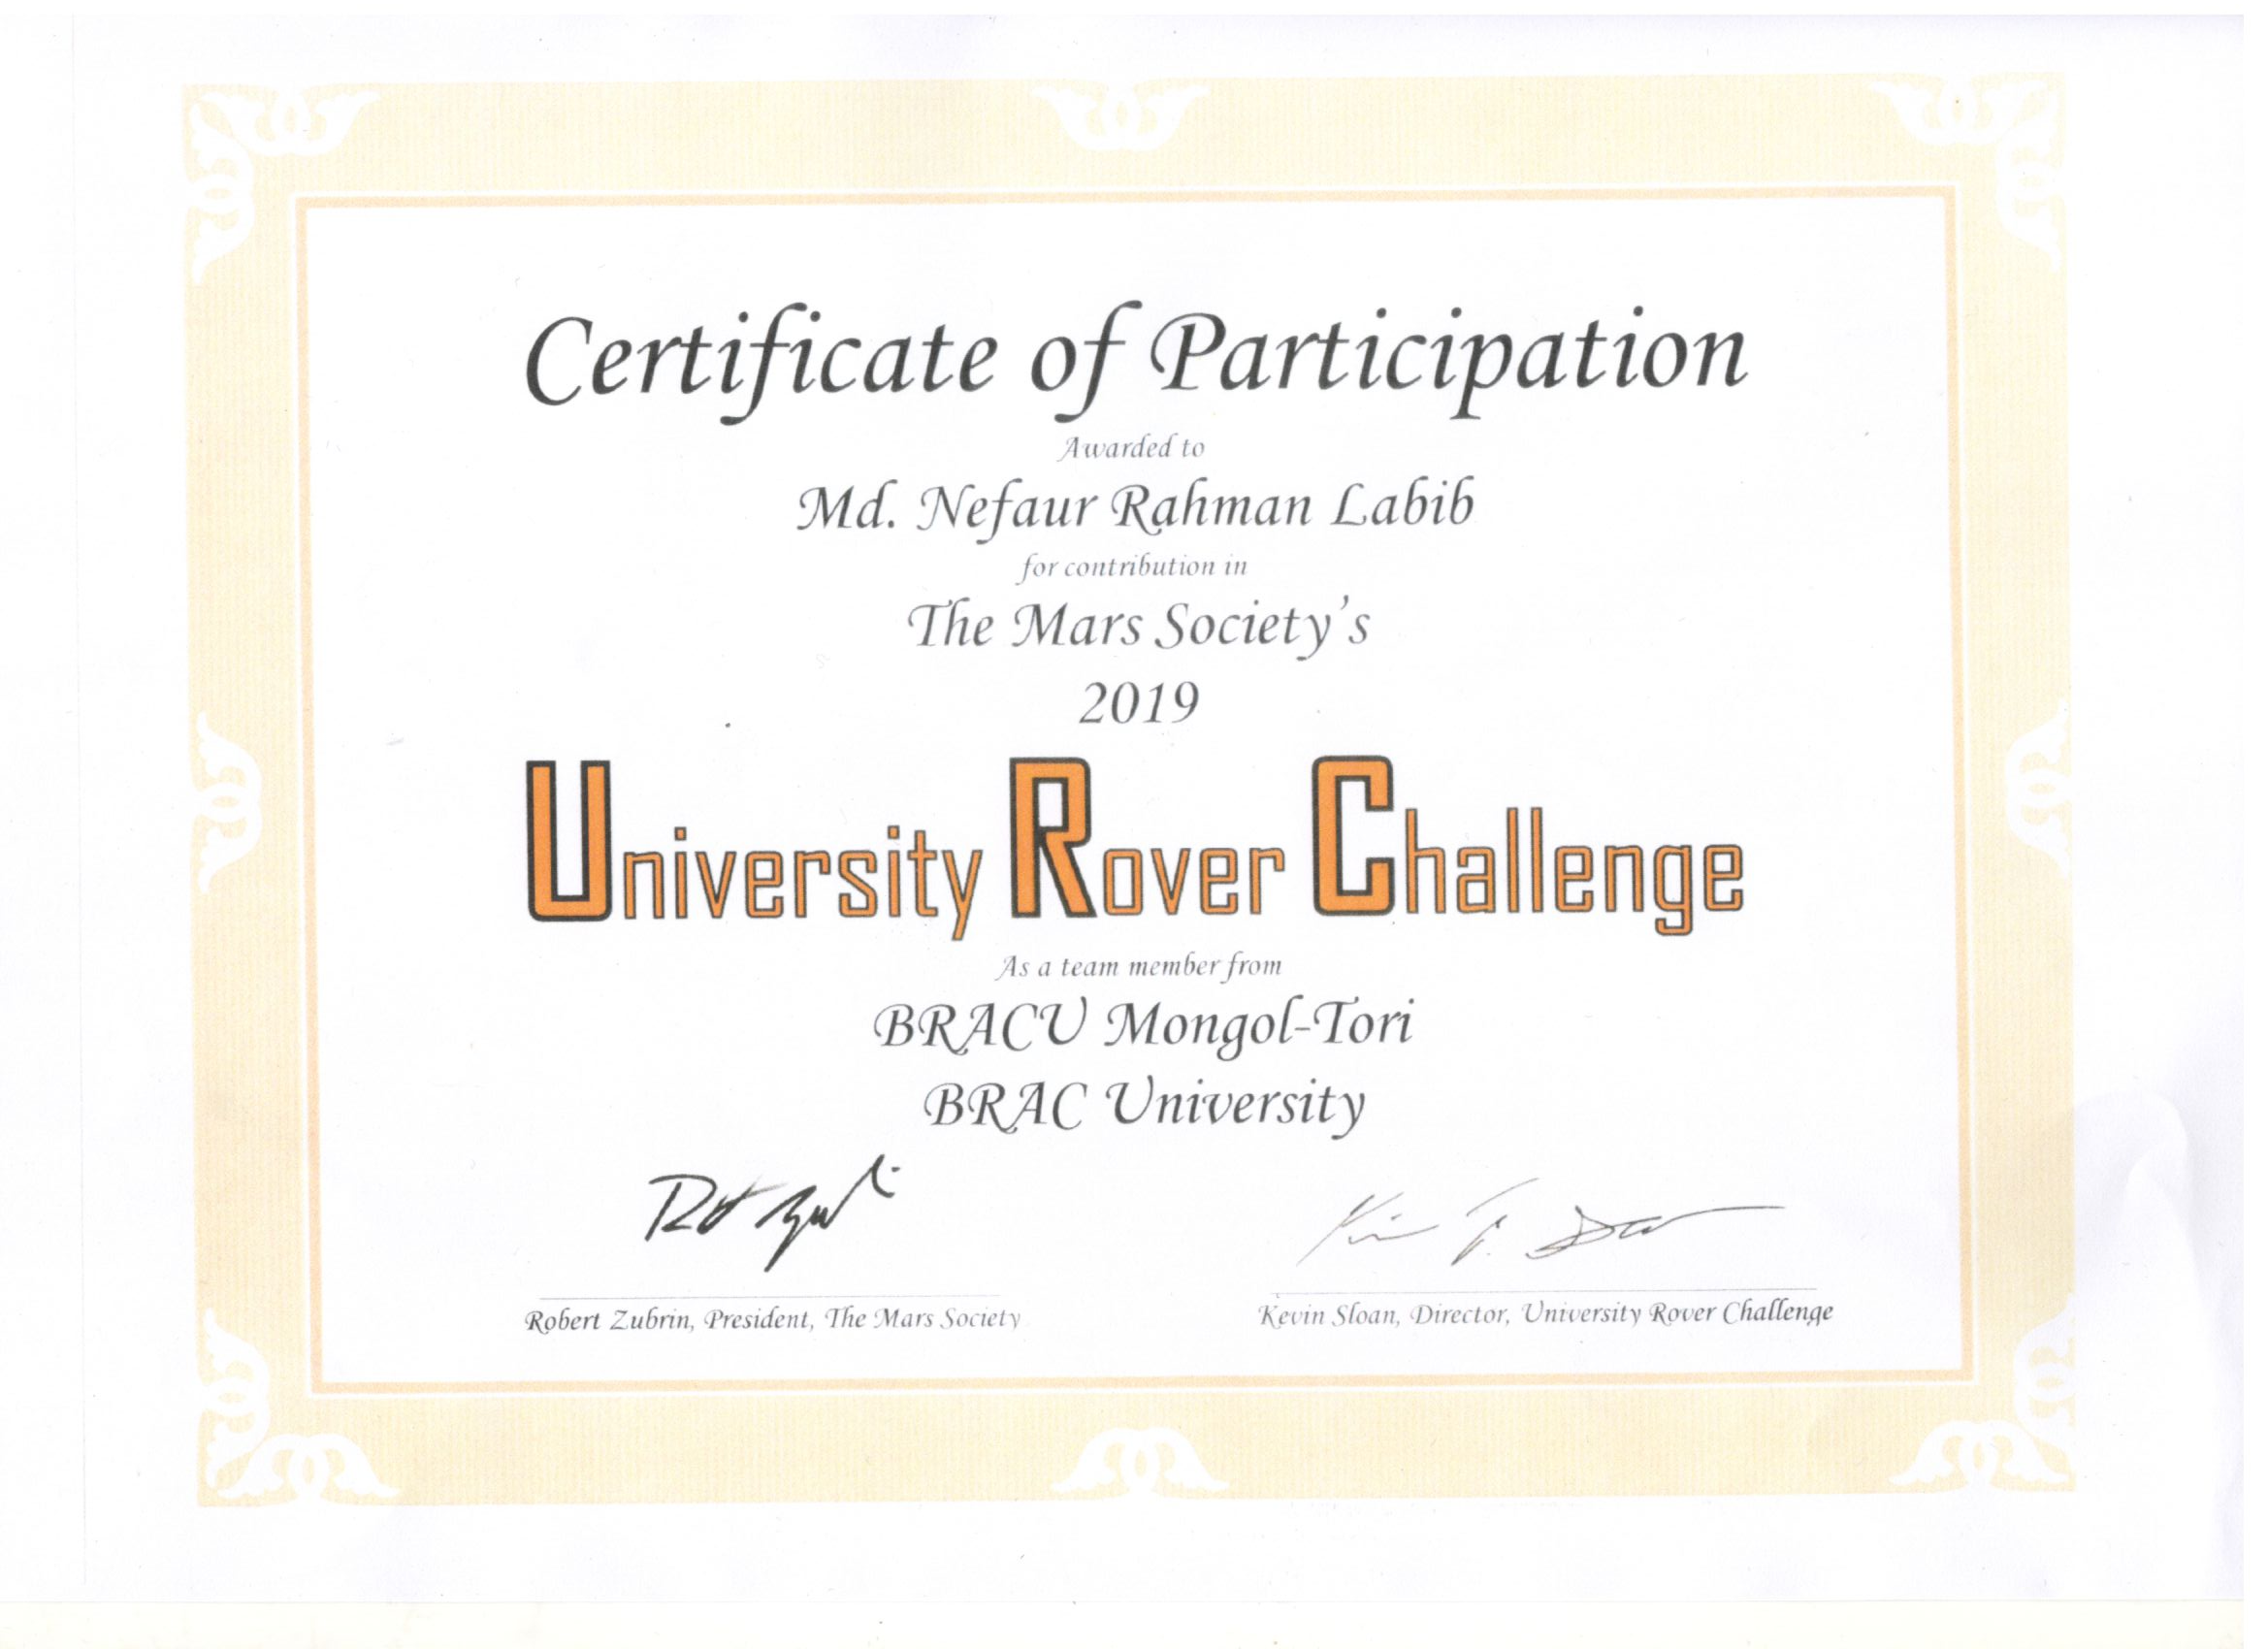 Certificate of Participation
Awarded to
Md. Nefaur Rahman Labib
for contribution in
The Mars Society's
2019
University Rover Challenge
As a team member from
BRACU Mongol-Tori
BRAC University
Robert Zubrin, President, The Mars Society
Kevin Sloan, Director, University Rover Challenge